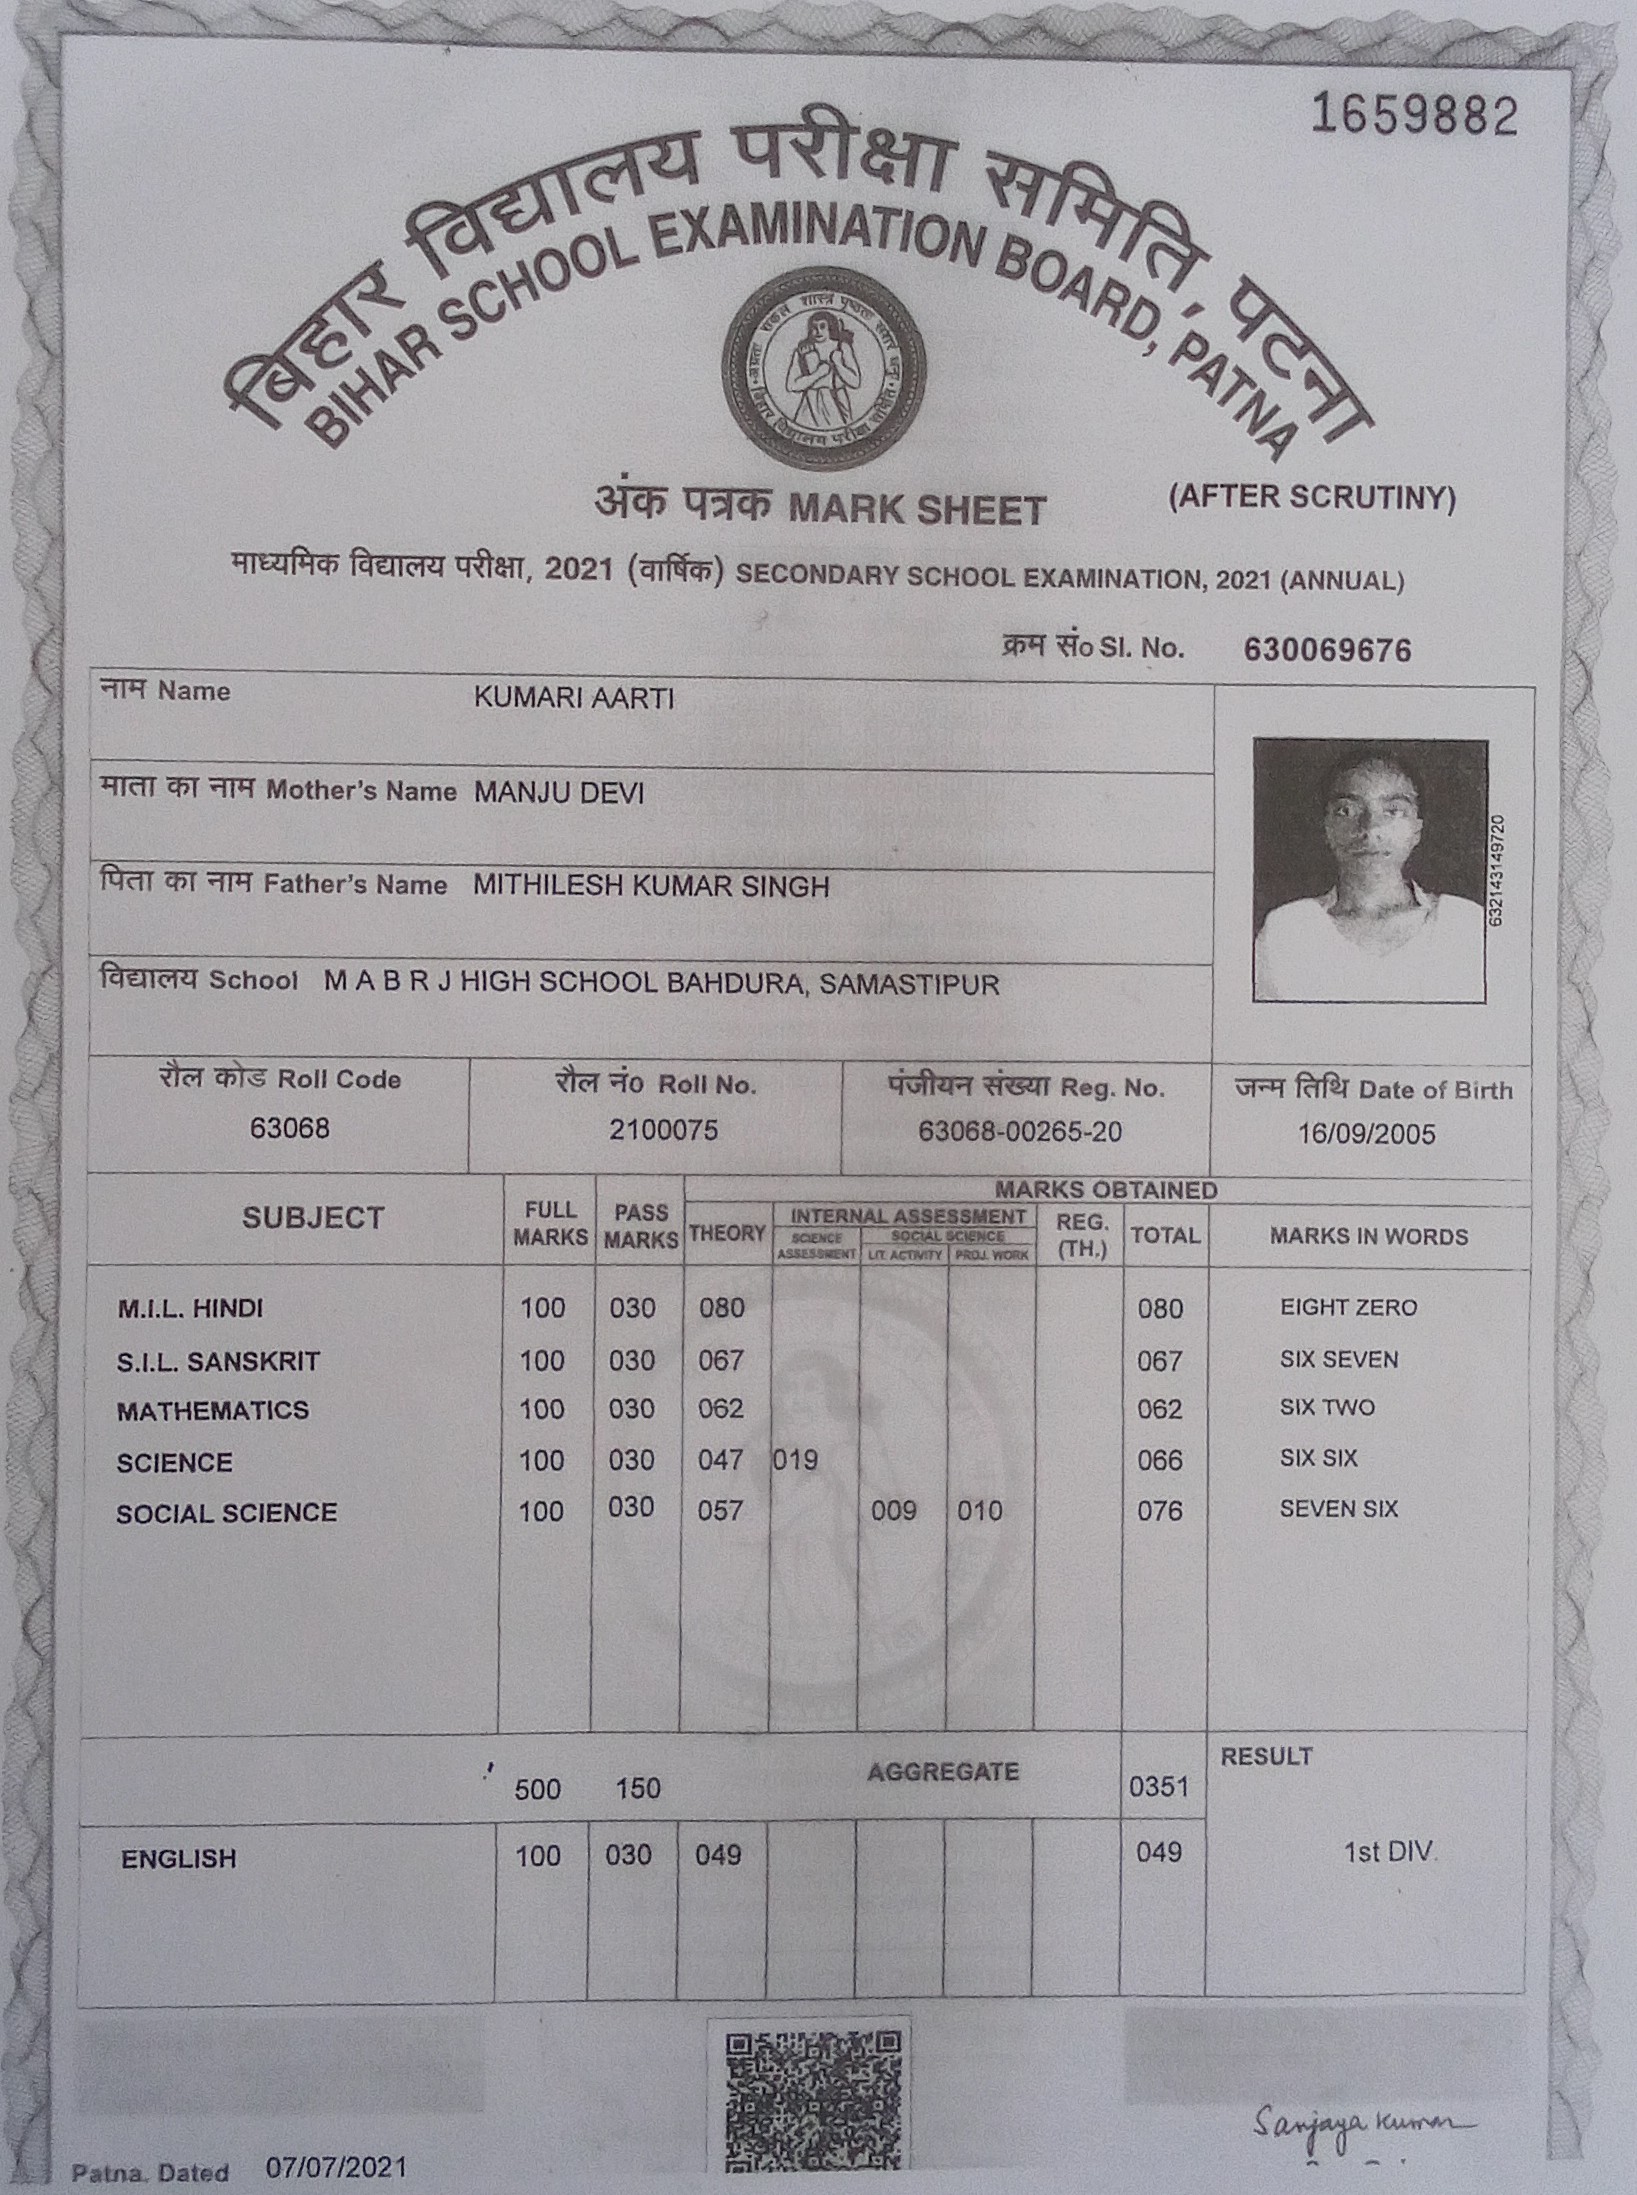 1659882
बिहार विद्यालय परीक्षा समिति, पटना
BIHAR SCHOOL EXAMINATION BOARD, PATNA
बिहार विद्यालय परीक्षा समिति
अंक पत्रक MARK SHEET (AFTER SCRUTINY)
माध्यमिक विद्यालय परीक्षा, 2021 (वार्षिक) SECONDARY SCHOOL EXAMINATION, 2021 (ANNUAL)
क्रम सं० Sl. No. 630069676
नाम Name KUMARI AARTI
माता का नाम Mother's Name MANJU DEVI
632143149720
पिता का नाम Father's Name MITHILESH KUMAR SINGH
विद्यालय School M A B R J HIGH SCHOOL BAHDURA, SAMASTIPUR
रौल कोड Roll Code रौल नं० Roll No. पंजीयन संख्या Reg. No. जन्म तिथि Date of Birth
63068 2100075 63068-00265-20 16/09/2005
MARKS OBTAINED
SUBJECT FULL MARKS PASS MARKS THEORY INTERNAL ASSESSMENT REG. (TH.) TOTAL MARKS IN WORDS
SCIENCE ASSESSMENT SOCIAL SCIENCE
LIT. ACTIVITY PROJ. WORK
M.I.L. HINDI 100 030 080 080 EIGHT ZERO
S.I.L. SANSKRIT 100 030 067 067 SIX SEVEN
MATHEMATICS 100 030 062 062 SIX TWO
SCIENCE 100 030 047 019 066 SIX SIX
SOCIAL SCIENCE 100 030 057 009 010 076 SEVEN SIX
500 150 AGGREGATE 0351 RESULT
ENGLISH 100 030 049 049 1st DIV.
Sanjaya Kumar
Patna. Dated 07/07/2021